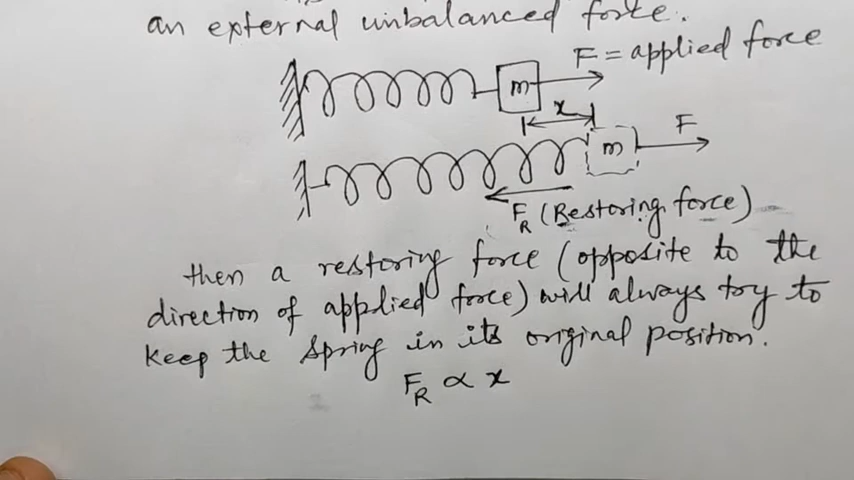 an external unbalanced force.
F = applied force
m
x
F
m
F_R (Restoring force)
then a restoring force (opposite to the
direction of applied force) will always try to
keep the spring in its original position.
F_R ∝ x